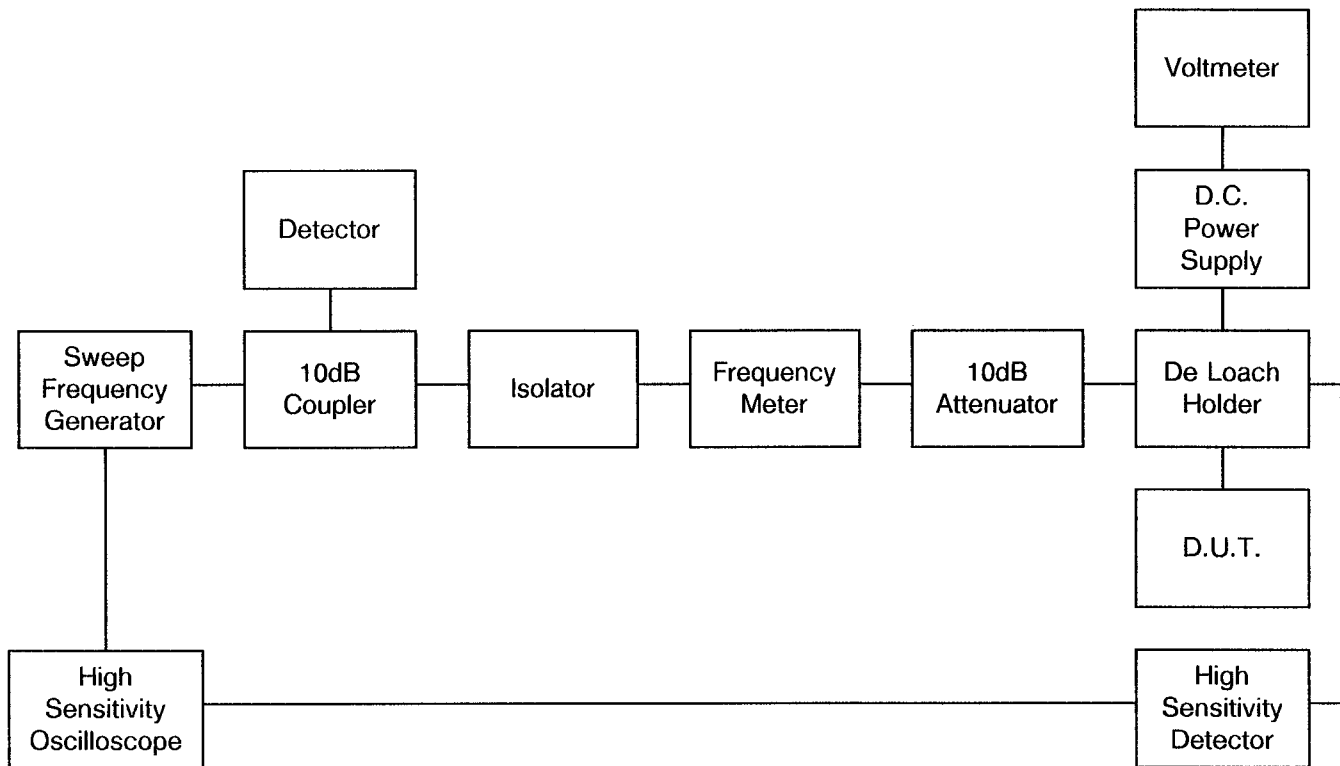 Voltmeter
D.C.
Power
Supply
Detector
Sweep
Frequency
Generator
10dB
Coupler
Isolator
Frequency
Meter
10dB
Attenuator
De Loach
Holder
D.U.T.
High
Sensitivity
Oscilloscope
High
Sensitivity
Detector